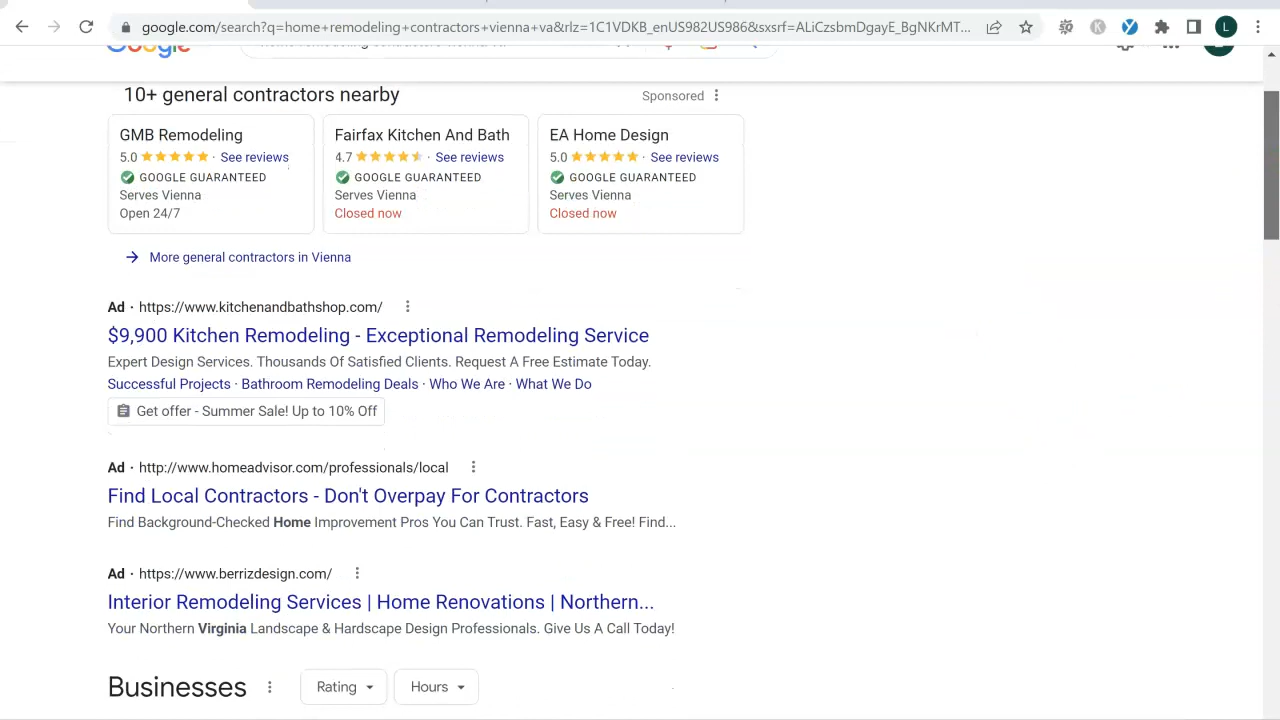 google.com/search?q=home+remodeling+contractors+vienna+va&rlz=1C1VDKB_enUS982US986&sxsrf=ALiCzsbmDgayE_BgNKrMT...
L
Google
10+ general contractors nearby
Sponsored
GMB Remodeling
5.0 · See reviews
GOOGLE GUARANTEED
Serves Vienna
Open 24/7
Fairfax Kitchen And Bath
4.7 · See reviews
GOOGLE GUARANTEED
Serves Vienna
Closed now
EA Home Design
5.0 · See reviews
GOOGLE GUARANTEED
Serves Vienna
Closed now
More general contractors in Vienna
Ad · https://www.kitchenandbathshop.com/
$9,900 Kitchen Remodeling - Exceptional Remodeling Service
Expert Design Services. Thousands Of Satisfied Clients. Request A Free Estimate Today.
Successful Projects · Bathroom Remodeling Deals · Who We Are · What We Do
Get offer - Summer Sale! Up to 10% Off
Ad · http://www.homeadvisor.com/professionals/local
Find Local Contractors - Don't Overpay For Contractors
Find Background-Checked Home Improvement Pros You Can Trust. Fast, Easy & Free! Find...
Ad · https://www.berrizdesign.com/
Interior Remodeling Services | Home Renovations | Northern...
Your Northern Virginia Landscape & Hardscape Design Professionals. Give Us A Call Today!
Businesses
Rating
Hours